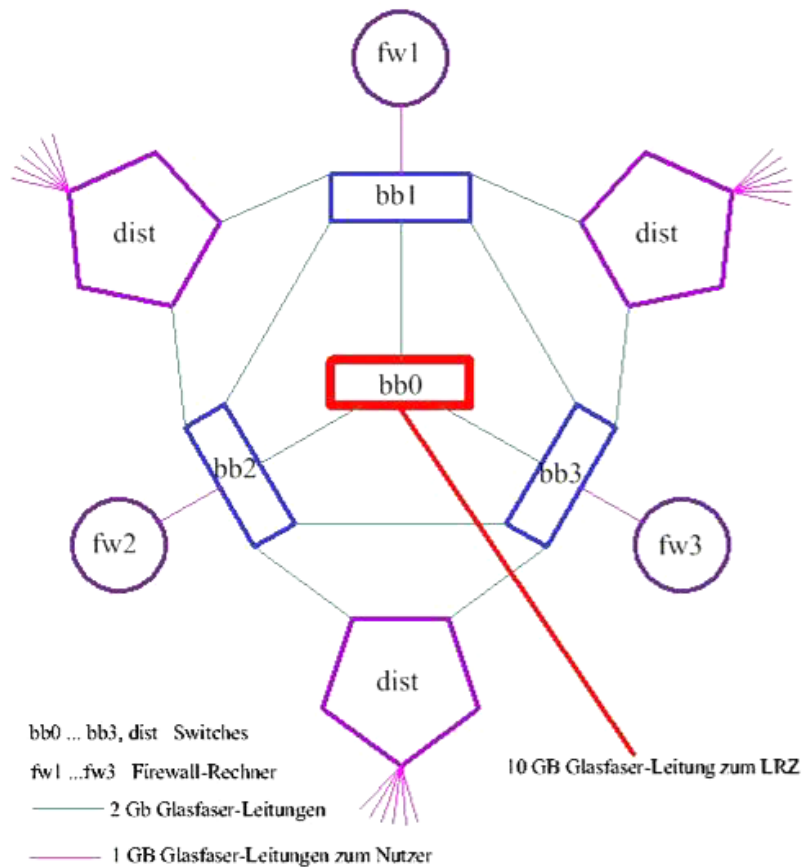 fw1
bb1
dist
dist
bb0
bb2
bb3
fw2
fw3
dist
bb0 ... bb3, dist Switches
fw1 ...fw3 Firewall-Rechner
10 GB Glasfaser-Leitung zum LRZ
2 Gb Glasfaser-Leitungen
1 GB Glasfaser-Leitungen zum Nutzer